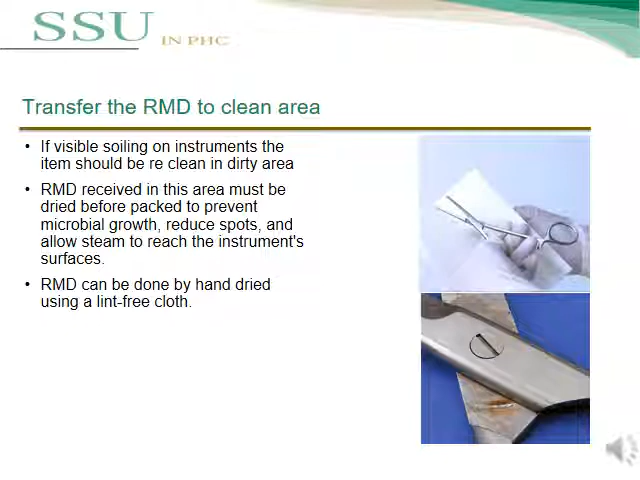 SSU IN PHC
Transfer the RMD to clean area
• If visible soiling on instruments the
item should be re clean in dirty area
• RMD received in this area must be
dried before packed to prevent
microbial growth, reduce spots, and
allow steam to reach the instrument's
surfaces.
• RMD can be done by hand dried
using a lint-free cloth.